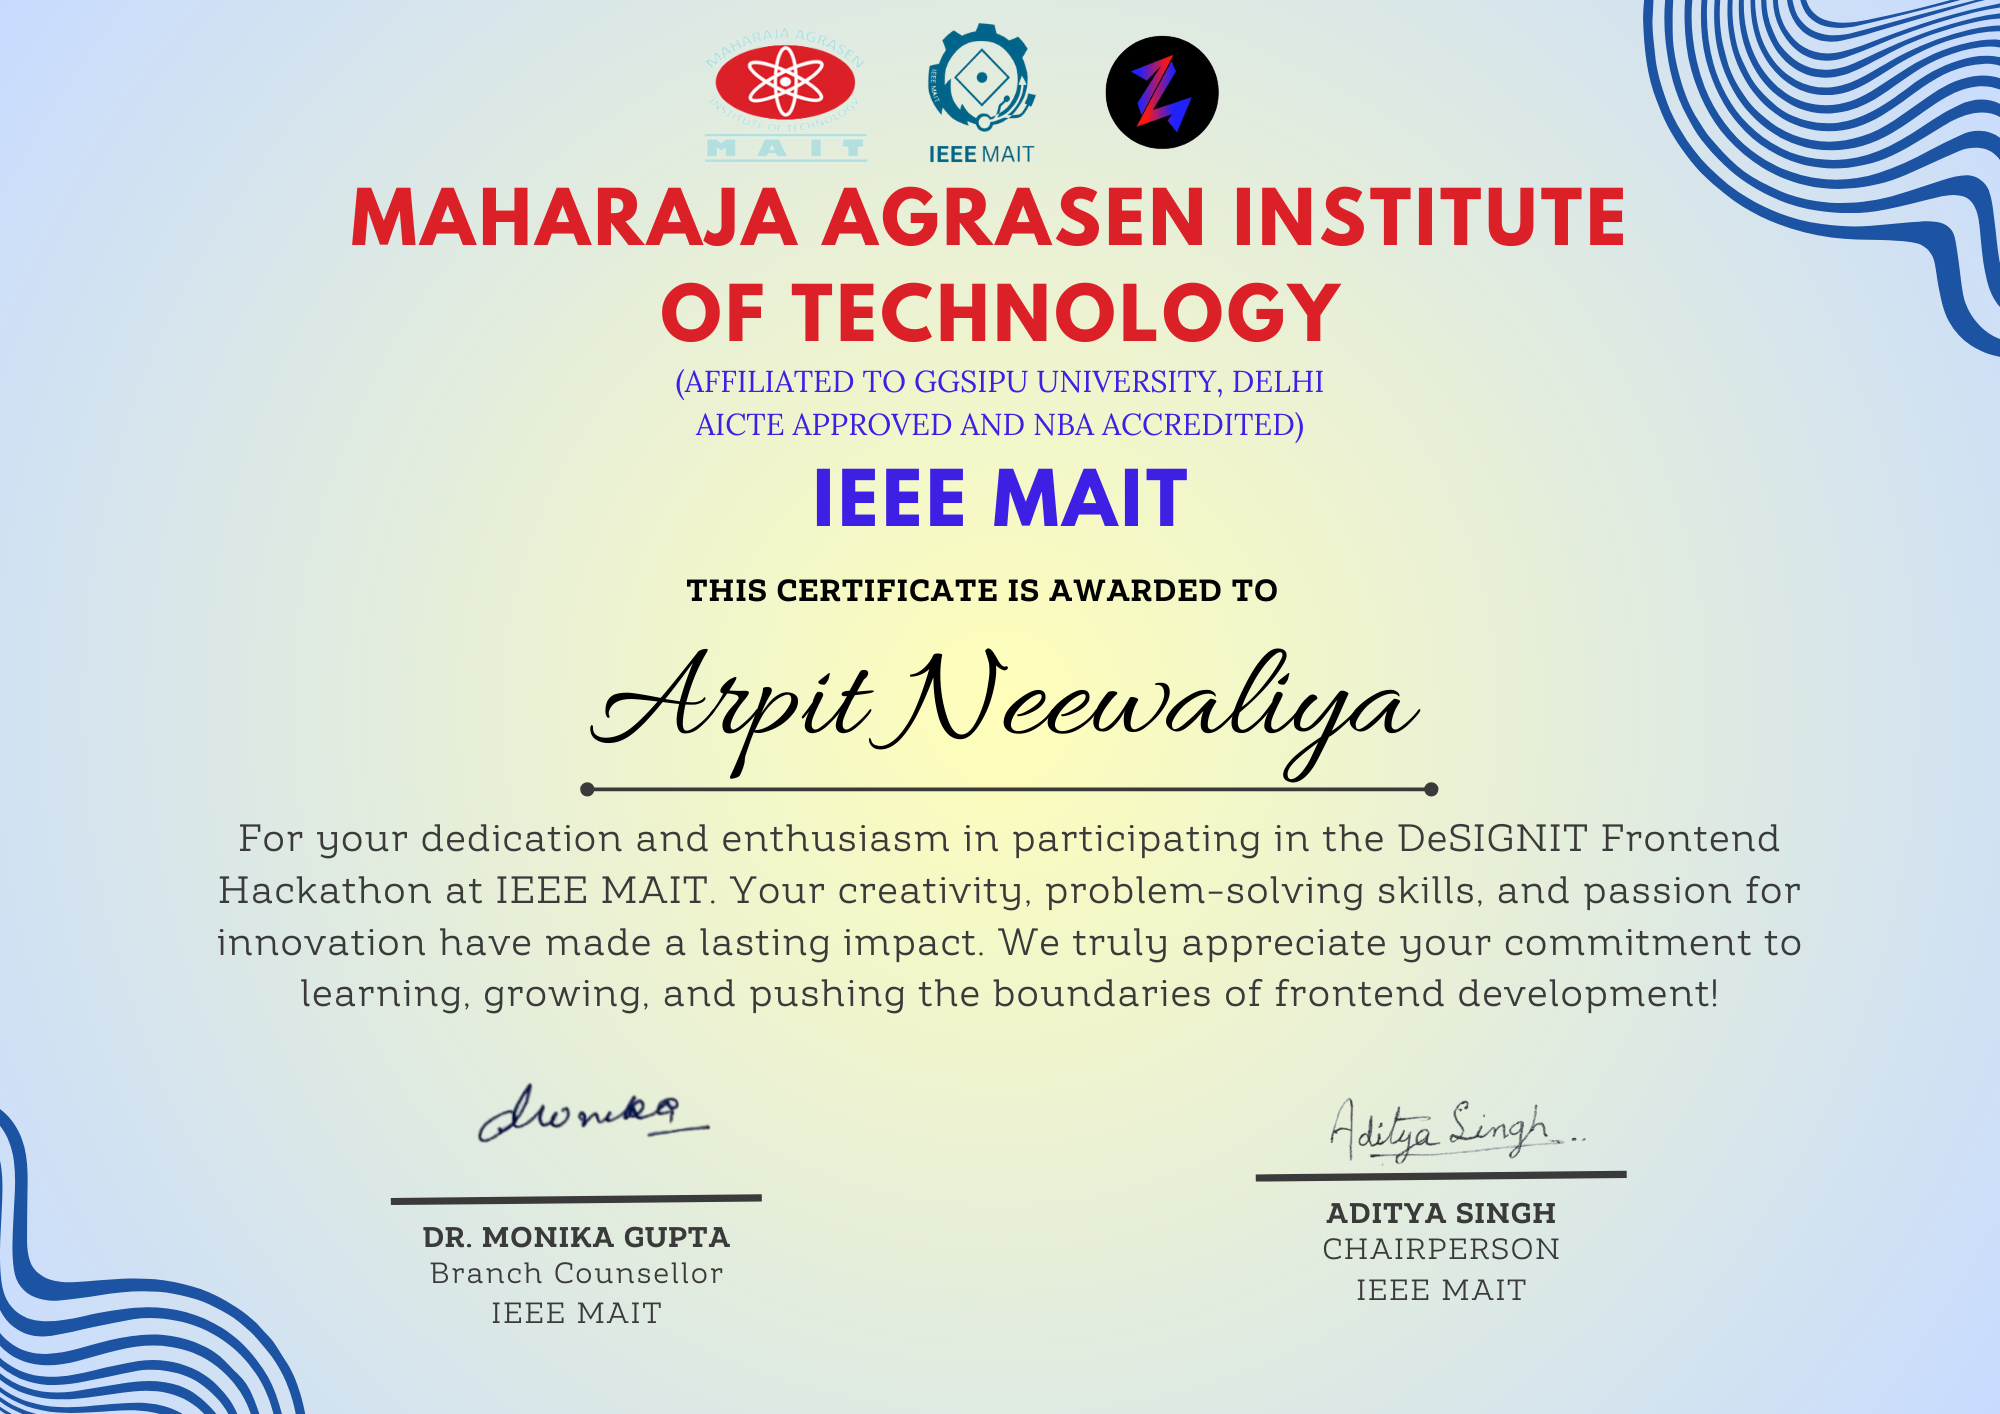 MAHARAJA AGRASEN
INSTITUTE OF TECHNOLOGY
MAIT
IEEE MAIT
IEEE MAIT
MAHARAJA AGRASEN INSTITUTE
OF TECHNOLOGY
(AFFILIATED TO GGSIPU UNIVERSITY, DELHI
AICTE APPROVED AND NBA ACCREDITED)
IEEE MAIT
THIS CERTIFICATE IS AWARDED TO
Arpit Neewaliya
For your dedication and enthusiasm in participating in the DeSIGNIT Frontend
Hackathon at IEEE MAIT. Your creativity, problem-solving skills, and passion for
innovation have made a lasting impact. We truly appreciate your commitment to
learning, growing, and pushing the boundaries of frontend development!
Monika
Aditya Singh..
DR. MONIKA GUPTA
Branch Counsellor
IEEE MAIT
ADITYA SINGH
CHAIRPERSON
IEEE MAIT